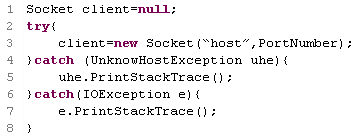 1 Socket client=null;
2 try{
3 client=new Socket(“host”,PortNumber);
4 }catch (UnknowHostException uhe){
5 uhe.PrintStackTrace();
6 }catch(IOException e){
7 e.PrintStackTrace();
8 }